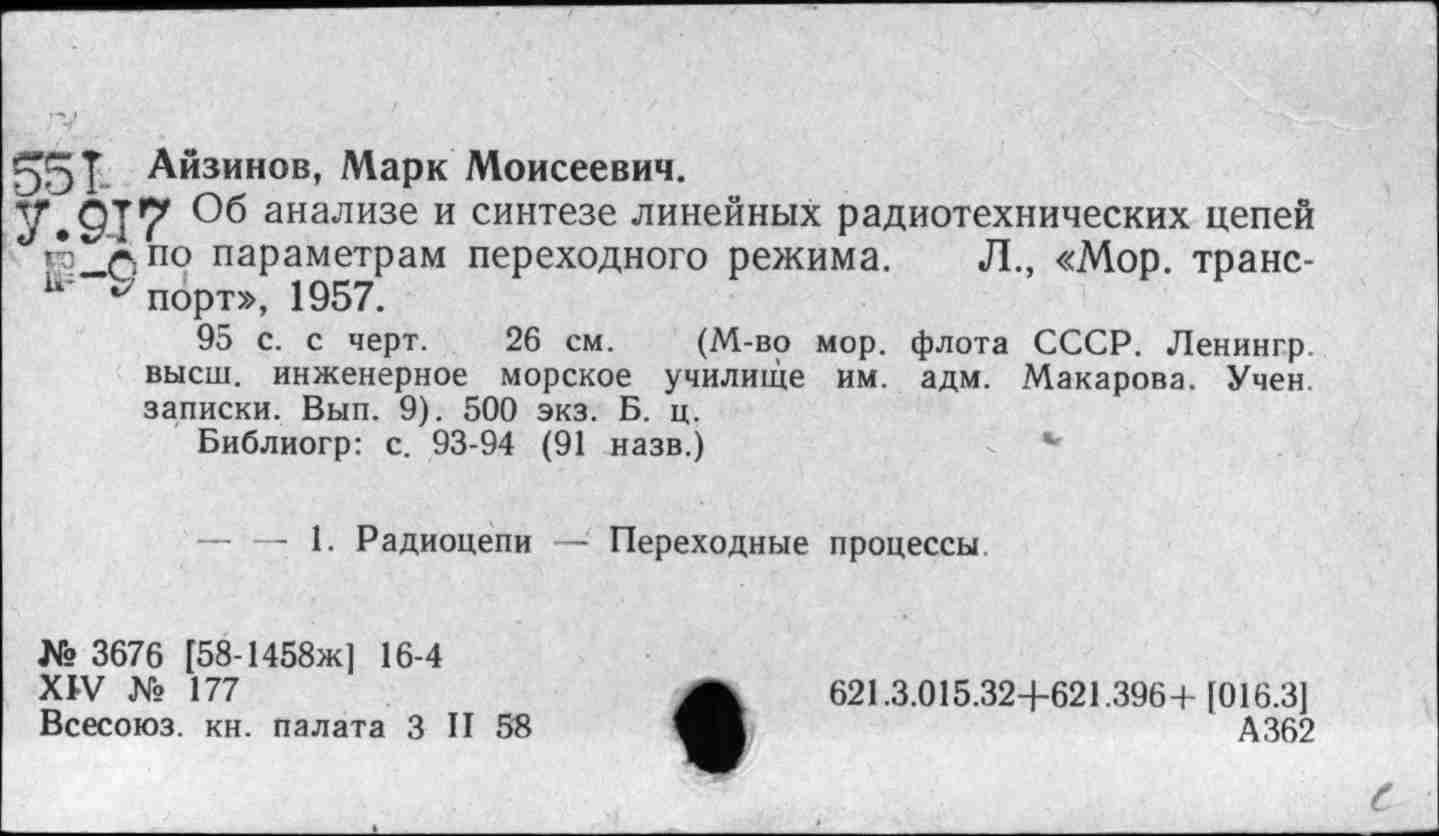 551 Айзинов, Марк Моисеевич.
У.917 Об анализе и синтезе линейных радиотехнических цепей
по параметрам переходного режима. Л., «Мор. транс-
порт», 1957.
95 с. с черт. 26 см. (М-во мор. флота СССР. Ленингр.
высш. инженерное морское училище им. адм. Макарова. Учен.
записки. Вып. 9). 500 экз. Б. ц.
Библиогр: с. 93-94 (91 назв.)
— — 1. Радиоцепи — Переходные процессы.
№ 3676 [58-1458ж] 16-4
XIV № 177
Всесоюз. кн. палата 3 II 58
621.3.015.32+621.396+ [016.3]
А362